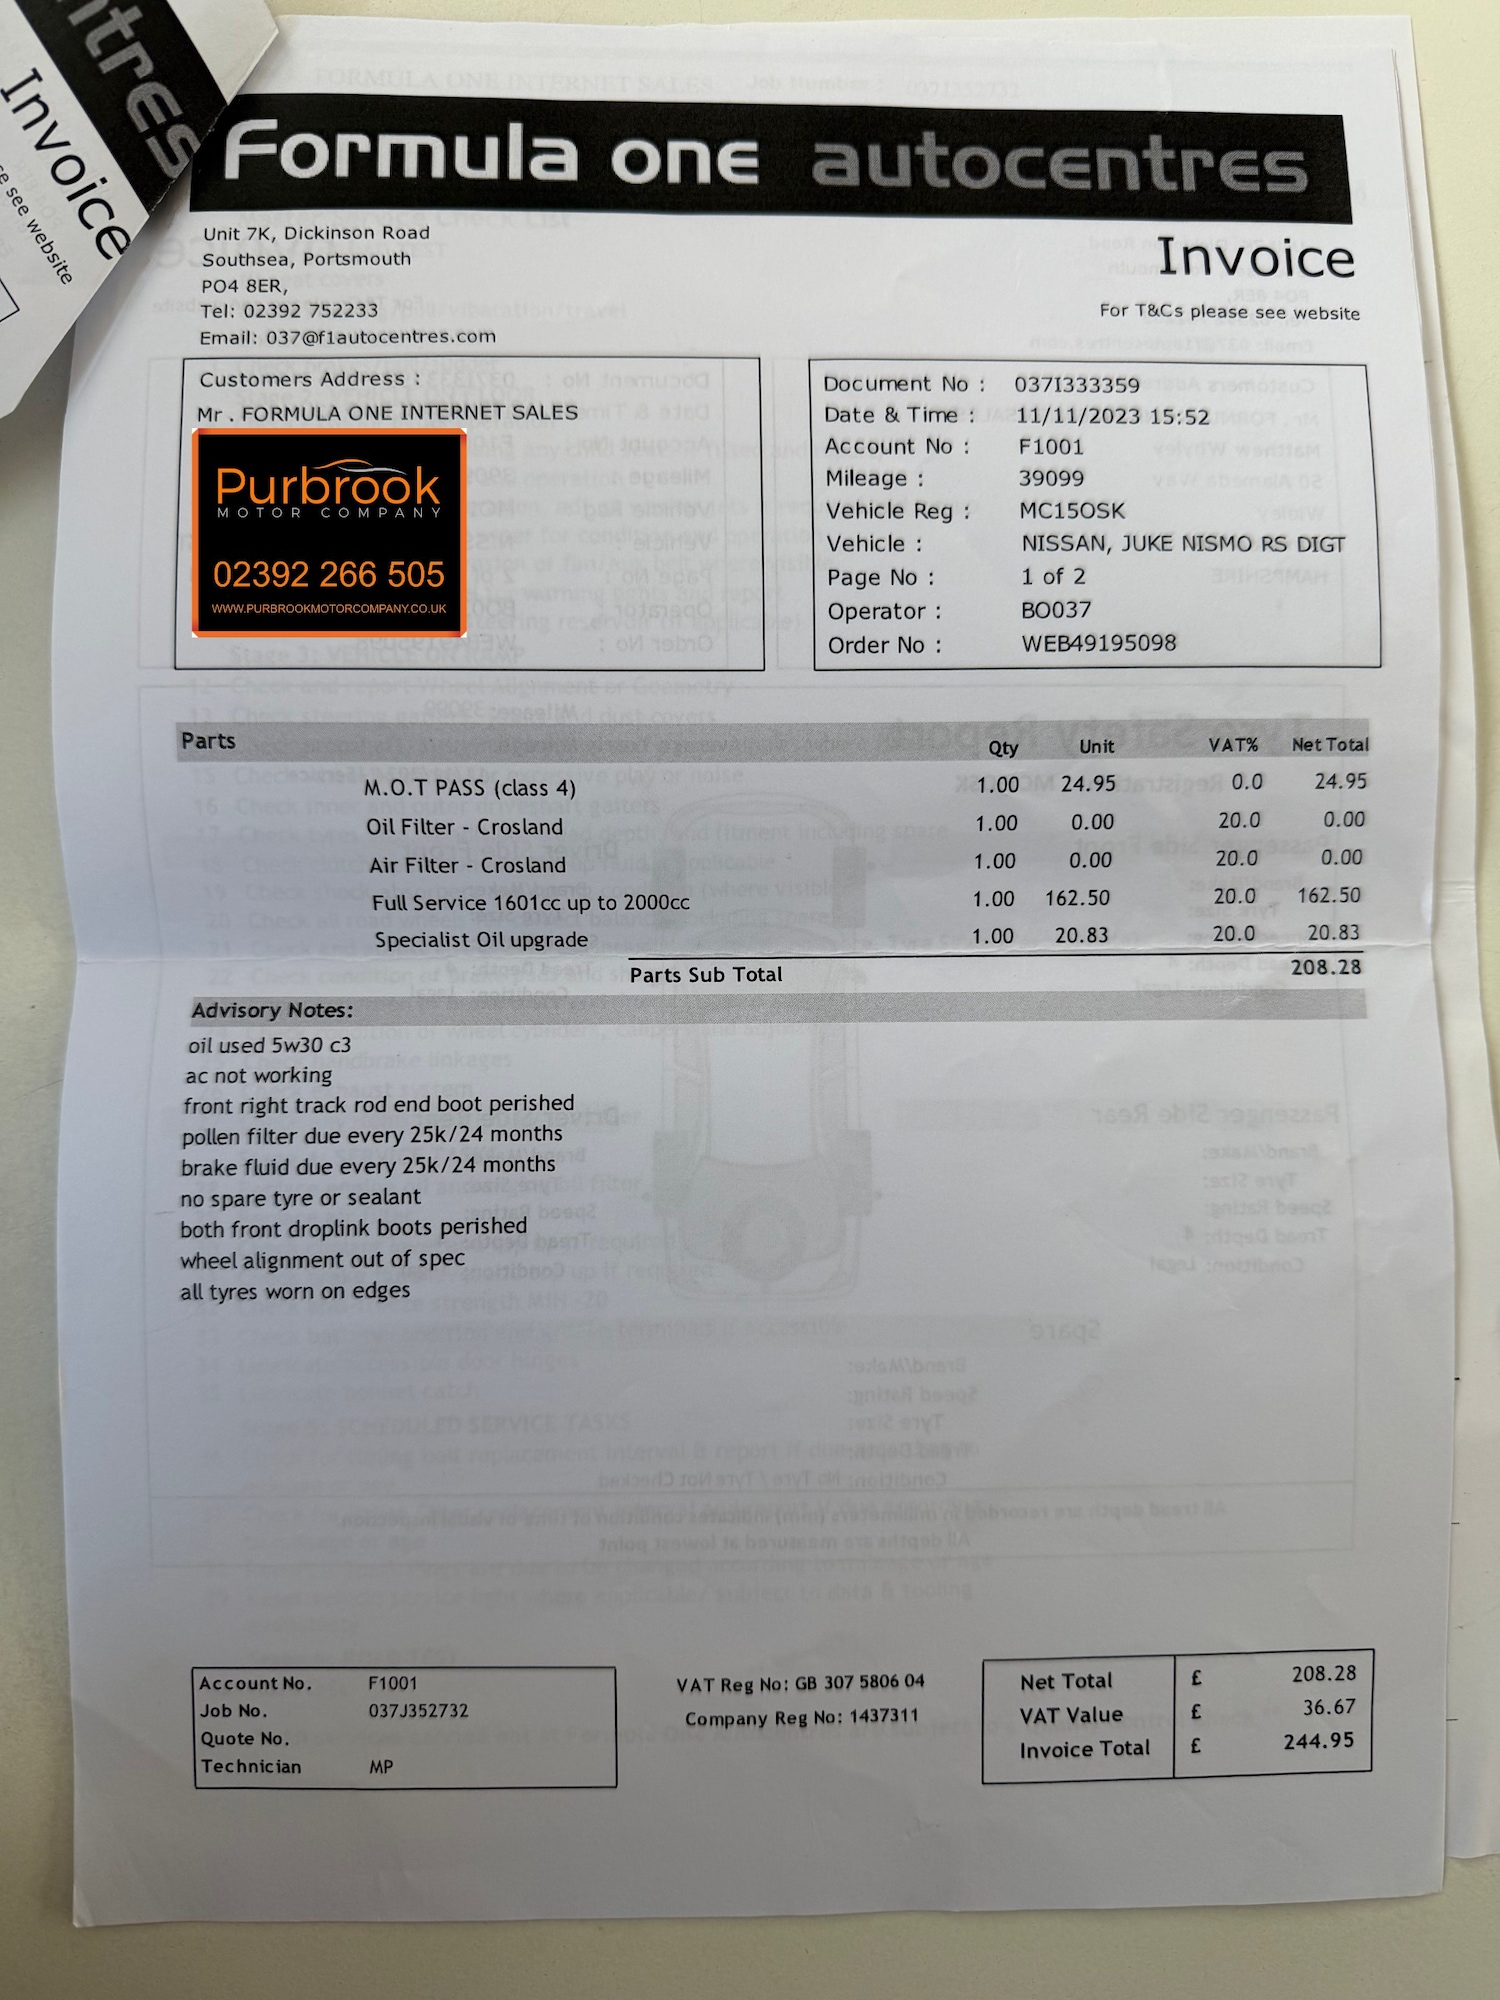 ntres
Invoice
see website
Formula one autocentres
Unit 7K, Dickinson Road
Southsea, Portsmouth
PO4 8ER,
Tel: 02392 752233
Email: 037@f1autocentres.com
Invoice
For T&Cs please see website
Customers Address :
Mr . FORMULA ONE INTERNET SALES
Purbrook
MOTOR COMPANY
02392 266 505
WWW.PURBROOKMOTORCOMPANY.CO.UK
Document No : 037I333359
Date & Time : 11/11/2023 15:52
Account No : F1001
Mileage : 39099
Vehicle Reg : MC15OSK
Vehicle : NISSAN, JUKE NISMO RS DIGT
Page No : 1 of 2
Operator : BO037
Order No : WEB49195098
Parts Qty Unit VAT% Net Total
M.O.T PASS (class 4) 1.00 24.95 0.0 24.95
Oil Filter - Crosland 1.00 0.00 20.0 0.00
Air Filter - Crosland 1.00 0.00 20.0 0.00
Full Service 1601cc up to 2000cc 1.00 162.50 20.0 162.50
Specialist Oil upgrade 1.00 20.83 20.0 20.83
Parts Sub Total 208.28
Advisory Notes:
oil used 5w30 c3
ac not working
front right track rod end boot perished
pollen filter due every 25k/24 months
brake fluid due every 25k/24 months
no spare tyre or sealant
both front droplink boots perished
wheel alignment out of spec
all tyres worn on edges
Account No. F1001
Job No. 037J352732
Quote No.
Technician MP
VAT Reg No: GB 307 5806 04
Company Reg No: 1437311
Net Total £ 208.28
VAT Value £ 36.67
Invoice Total £ 244.95